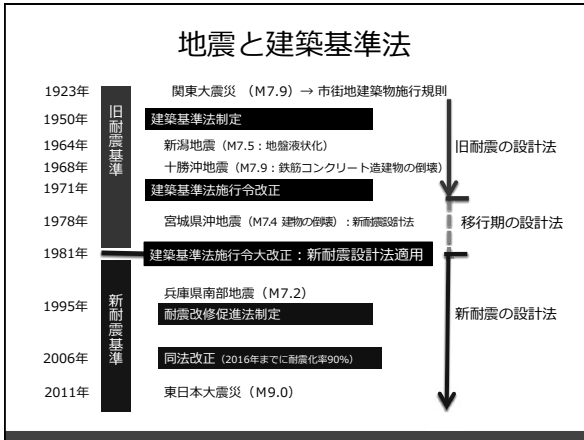 地震と建築基準法
旧耐震基準
1923年 関東大震災（M7.9）→ 市街地建築物施行規則
1950年 建築基準法制定
1964年 新潟地震（M7.5：地盤液状化）
旧耐震の設計法
1968年 十勝沖地震（M7.9：鉄筋コンクリート造建物の倒壊）
1971年 建築基準法施行令改正
1978年 宮城県沖地震（M7.4 建物の倒壊）：新耐震設計法
移行期の設計法
1981年 建築基準法施行令大改正：新耐震設計法適用
新耐震基準
兵庫県南部地震（M7.2）
1995年 耐震改修促進法制定
新耐震の設計法
2006年 同法改正（2016年までに耐震化率90%）
2011年 東日本大震災（M9.0）